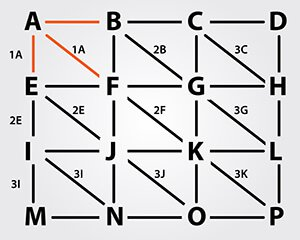 A B C D
1A 1A 2B 3C
E F G H
2E 2E 2F 3G
I J K L
3I 3I 3J 3K
M N O P